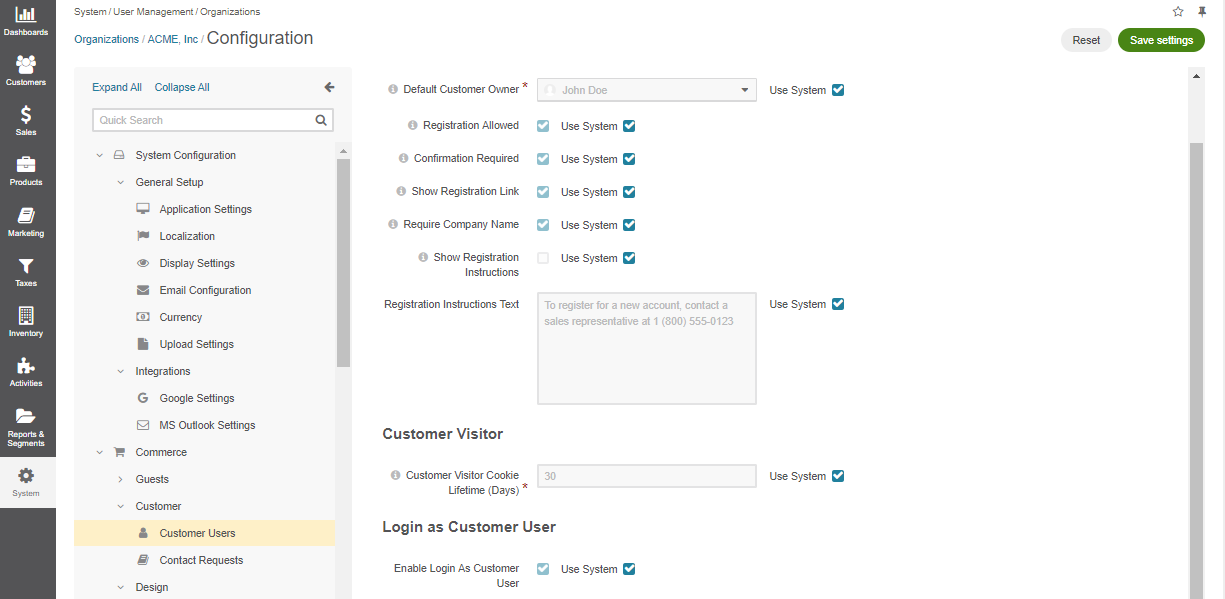 System / User Management / Organizations
Organizations / ACME, Inc / Configuration
Reset
Save settings
Dashboards
Customers
Sales
Products
Marketing
Taxes
Inventory
Activities
Reports &
Segments
System
Expand All Collapse All
Quick Search
System Configuration
General Setup
Application Settings
Localization
Display Settings
Email Configuration
Currency
Upload Settings
Integrations
Google Settings
MS Outlook Settings
Commerce
Guests
Customer
Customer Users
Contact Requests
Design
Default Customer Owner * John Doe Use System
Registration Allowed Use System
Confirmation Required Use System
Show Registration Link Use System
Require Company Name Use System
Show Registration Use System
Instructions
Registration Instructions Text To register for a new account, contact a Use System
sales representative at 1 (800) 555-0123
Customer Visitor
Customer Visitor Cookie 30 Use System
Lifetime (Days) *
Login as Customer User
Enable Login As Customer Use System
User